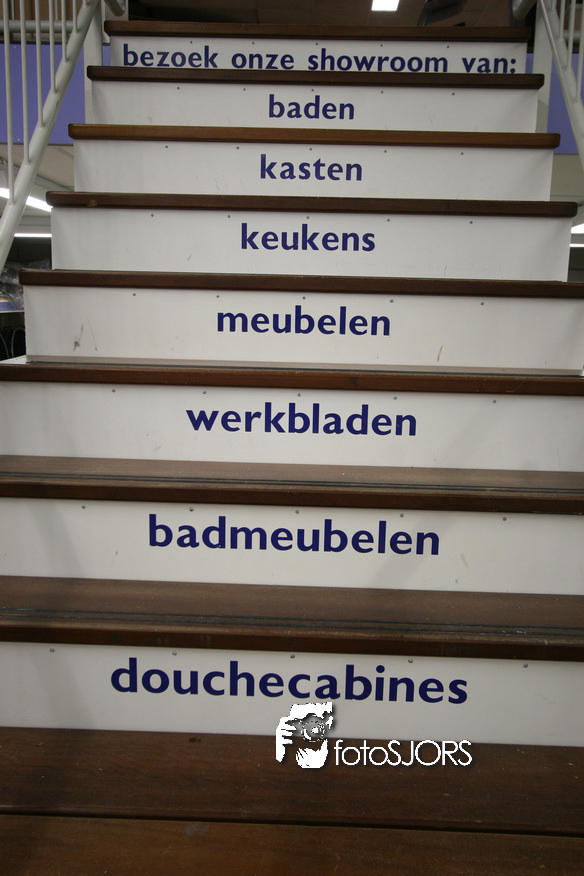 bezoek onze showroom van:
baden
kasten
keukens
meubelen
werkbladen
badmeubelen
douchecabines
fotoSJORS